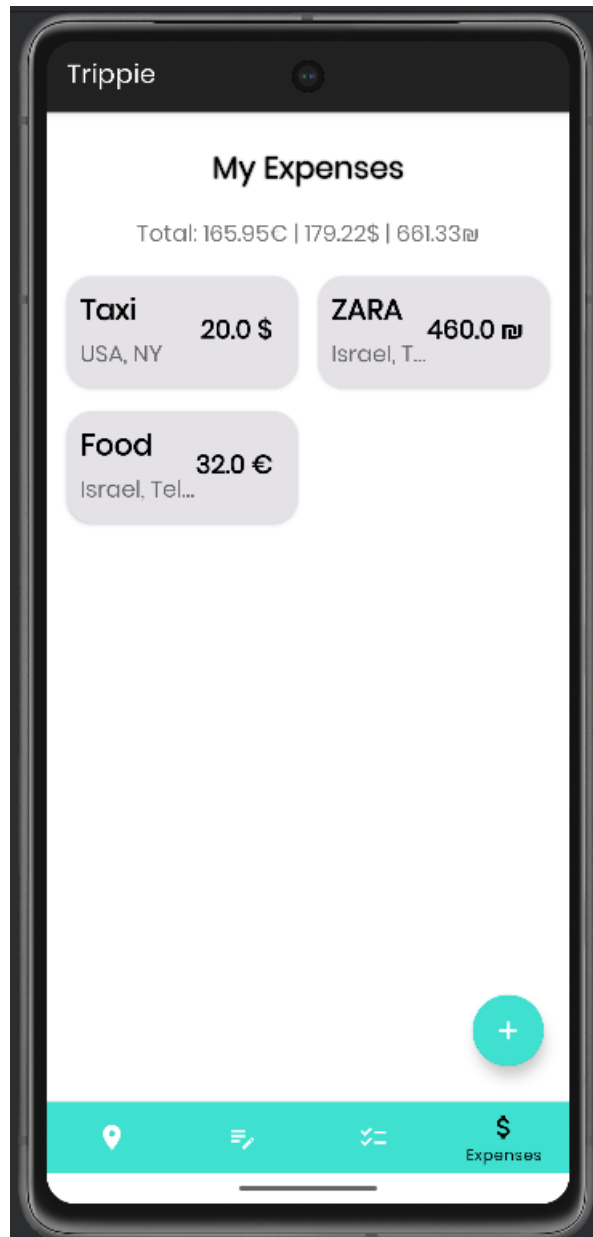 Trippie
My Expenses
Total: 165.95€ | 179.22$ | 661.33₪
Taxi
20.0 $
USA, NY
ZARA
460.0 ₪
Israel, T...
Food
32.0 €
Israel, Tel...
+
$
Expenses